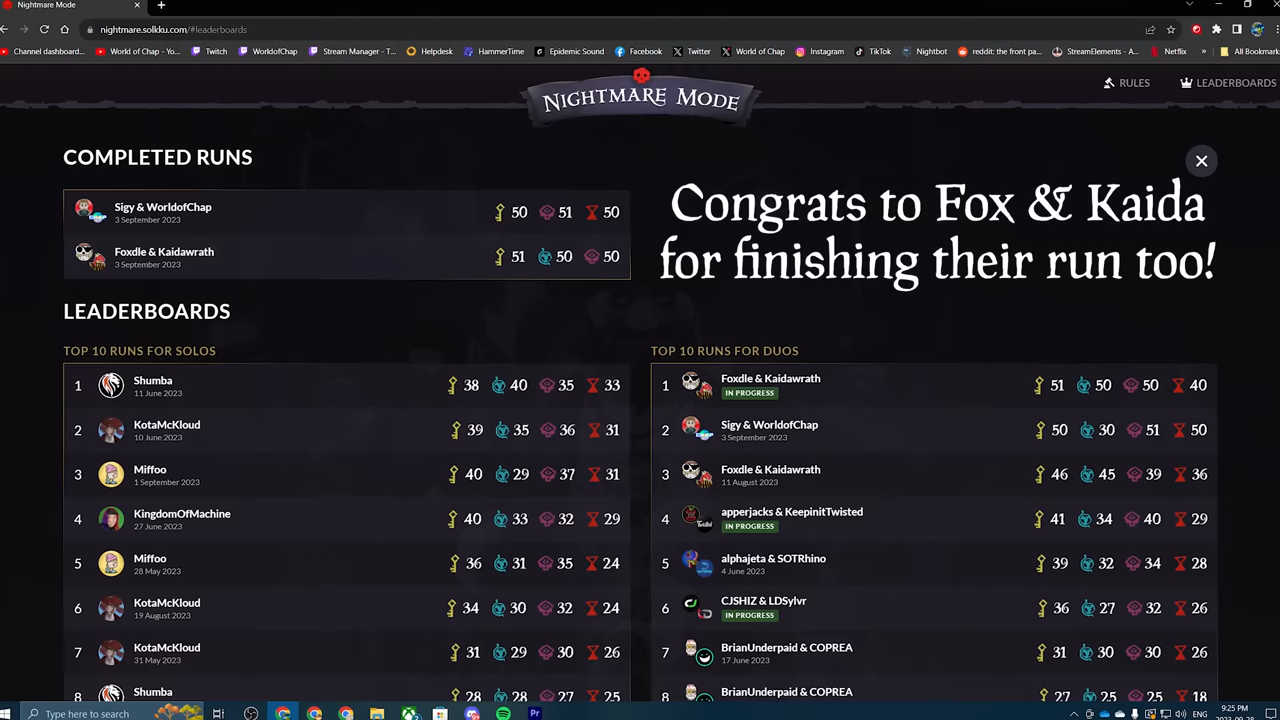 Nightmare Mode
nightmare.solkku.com/#leaderboards
Channel dashboard... World of Chap - Yo... Twitch WorldofChap Stream Manager - T... Helpdesk HammerTime Epidemic Sound Facebook Twitter World of Chap Instagram TikTok Nightbot reddit: the front pa... StreamElements - A... Netflix » All Bookmark
NIGHTMARE MODE
RULES LEADERBOARDS
COMPLETED RUNS
Sigy & WorldofChap 50 51 50
3 September 2023
Foxdle & Kaidawrath 51 50 50
3 September 2023
Congrats to Fox & Kaida
for finishing their run too!
LEADERBOARDS
TOP 10 RUNS FOR SOLOS
1 Shumba 38 40 35 33
11 June 2023
2 KotaMcKloud 39 35 36 31
10 June 2023
3 Miffoo 40 29 37 31
1 September 2023
4 KingdomOfMachine 40 33 32 29
27 June 2023
5 Miffoo 36 31 35 24
28 May 2023
6 KotaMcKloud 34 30 32 24
19 August 2023
7 KotaMcKloud 31 29 30 26
31 May 2023
8 Shumba 28 28 27 25
TOP 10 RUNS FOR DUOS
1 Foxdle & Kaidawrath 51 50 50 40
IN PROGRESS
2 Sigy & WorldofChap 50 30 51 50
3 September 2023
3 Foxdle & Kaidawrath 46 45 39 36
11 August 2023
4 apperjacks & KeepinitTwisted 41 34 40 29
IN PROGRESS
5 alphajeta & SOTRhino 39 32 34 28
4 June 2023
6 CJSHIZ & LDSylvr 36 27 32 26
IN PROGRESS
7 BrianUnderpaid & COPREA 31 30 30 26
17 June 2023
8 BrianUnderpaid & COPREA 27 25 25 18
Type here to search
ENG 9:25 PM